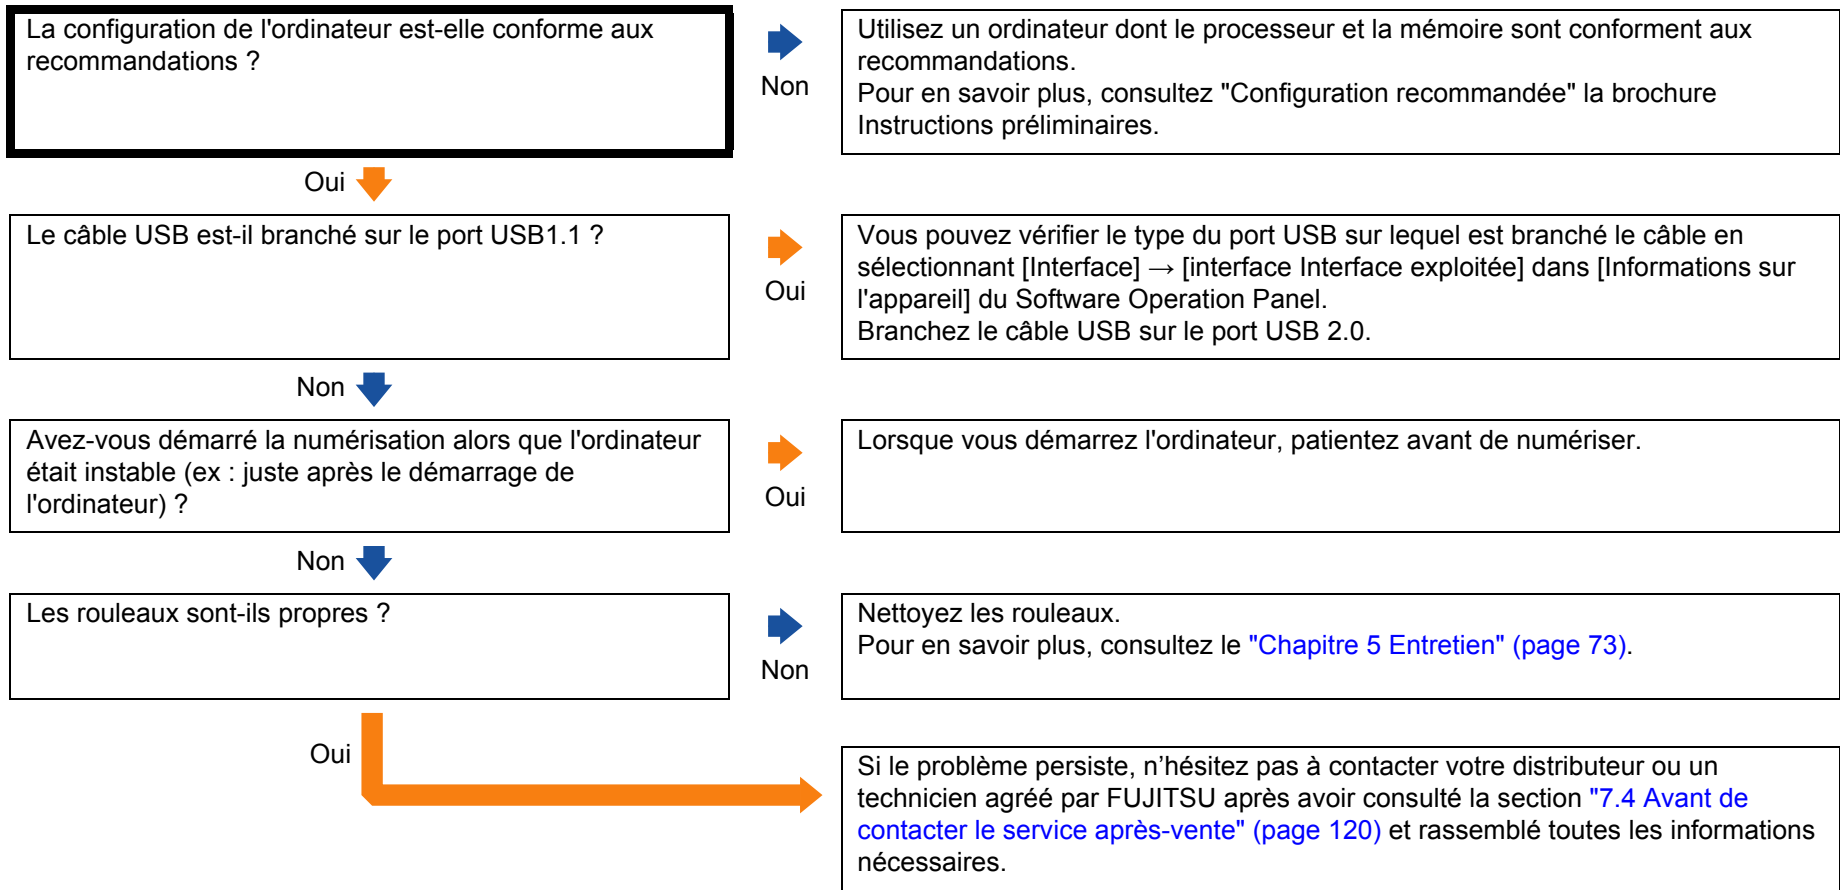 La configuration de l'ordinateur est-elle conforme aux
recommandations ?
Non
Utilisez un ordinateur dont le processeur et la mémoire sont conforment aux
recommandations.
Pour en savoir plus, consultez "Configuration recommandée" la brochure
Instructions préliminaires.
Oui
Le câble USB est-il branché sur le port USB1.1 ?
Oui
Vous pouvez vérifier le type du port USB sur lequel est branché le câble en
sélectionnant [Interface] → [interface Interface exploitée] dans [Informations sur
l'appareil] du Software Operation Panel.
Branchez le câble USB sur le port USB 2.0.
Non
Avez-vous démarré la numérisation alors que l'ordinateur
était instable (ex : juste après le démarrage de
l'ordinateur) ?
Oui
Lorsque vous démarrez l'ordinateur, patientez avant de numériser.
Non
Les rouleaux sont-ils propres ?
Non
Nettoyez les rouleaux.
Pour en savoir plus, consultez le "Chapitre 5 Entretien" (page 73).
Oui
Si le problème persiste, n’hésitez pas à contacter votre distributeur ou un
technicien agréé par FUJITSU après avoir consulté la section "7.4 Avant de
contacter le service après-vente" (page 120) et rassemblé toutes les informations
nécessaires.